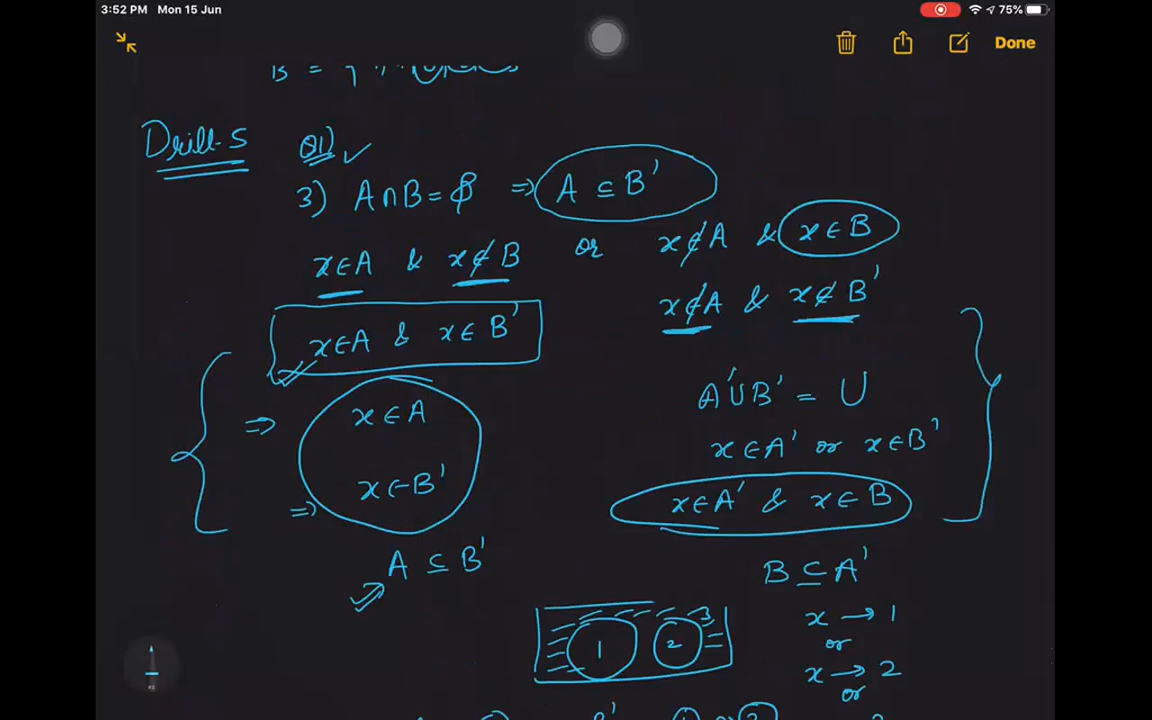 3:52 PM Mon 15 Jun 75%
Done
B =
Drill-5 Q1) ✓
3) A∩B = ϕ ⇒ A ⊆ B'
x∈A & x∉B or x∉A & x∈B
x∈A & x∈B' x∉A & x∉B'
A'∪B' = U
⇒ x∈A
x∈A' or x∈B'
⇒ x∈B'
x∈A' & x∈B
A ⊆ B' B ⊆ A'
1 2 3 x → 1
or
x → 2
or